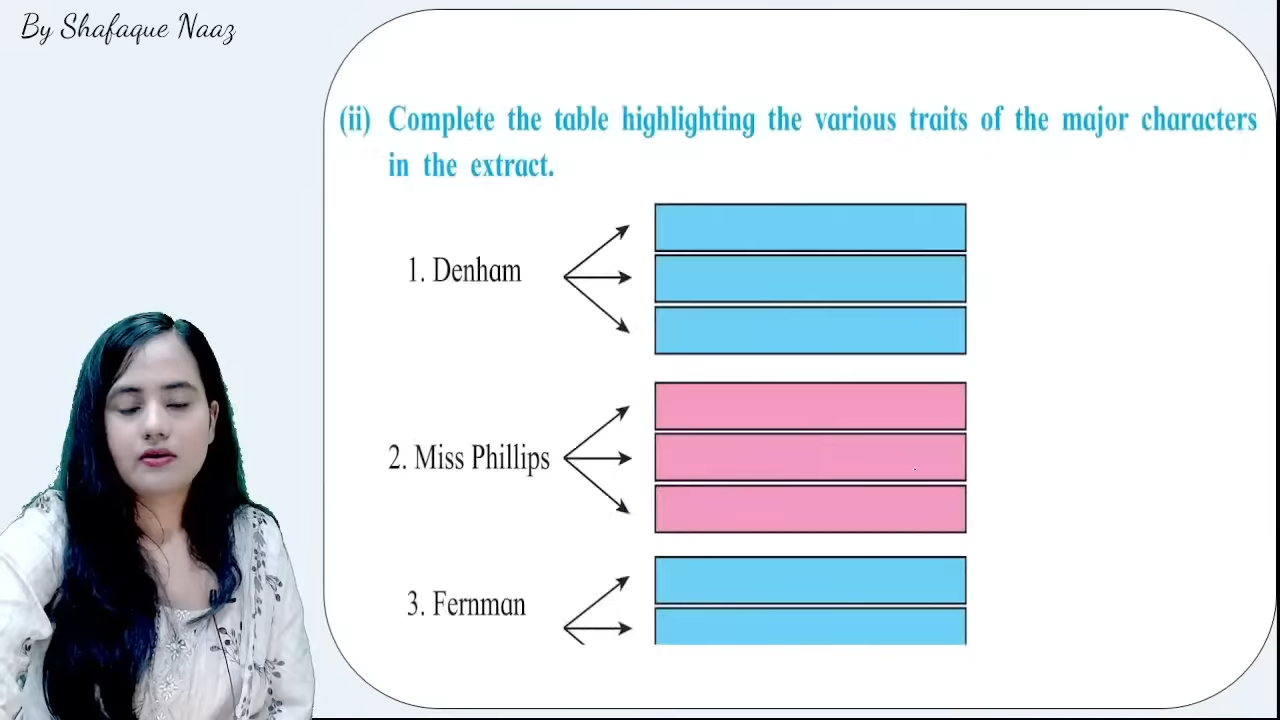 By Shafaque Naaz
(ii) Complete the table highlighting the various traits of the major characters
in the extract.
1. Denham
2. Miss Phillips
3. Fernman